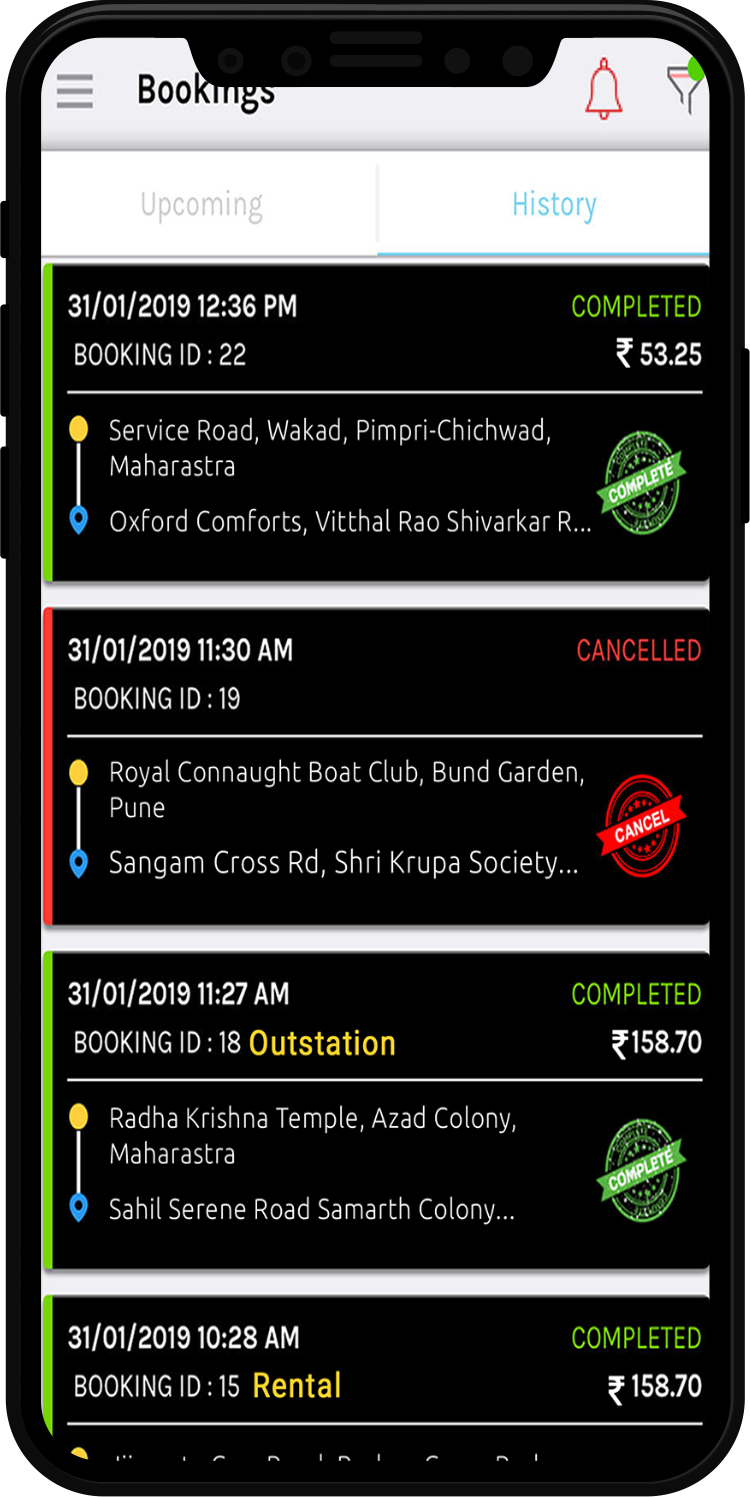 Bookings
Upcoming
History
31/01/2019 12:36 PM
COMPLETED
BOOKING ID : 22
₹ 53.25
Service Road, Wakad, Pimpri-Chichwad,
Maharastra
COMPLETE
Oxford Comforts, Vitthal Rao Shivarkar R...
31/01/2019 11:30 AM
CANCELLED
BOOKING ID : 19
Royal Connaught Boat Club, Bund Garden,
Pune
CANCEL
Sangam Cross Rd, Shri Krupa Society...
31/01/2019 11:27 AM
COMPLETED
BOOKING ID : 18 Outstation
₹158.70
Radha Krishna Temple, Azad Colony,
Maharastra
COMPLETE
Sahil Serene Road Samarth Colony...
31/01/2019 10:28 AM
COMPLETED
BOOKING ID : 15 Rental
₹ 158.70